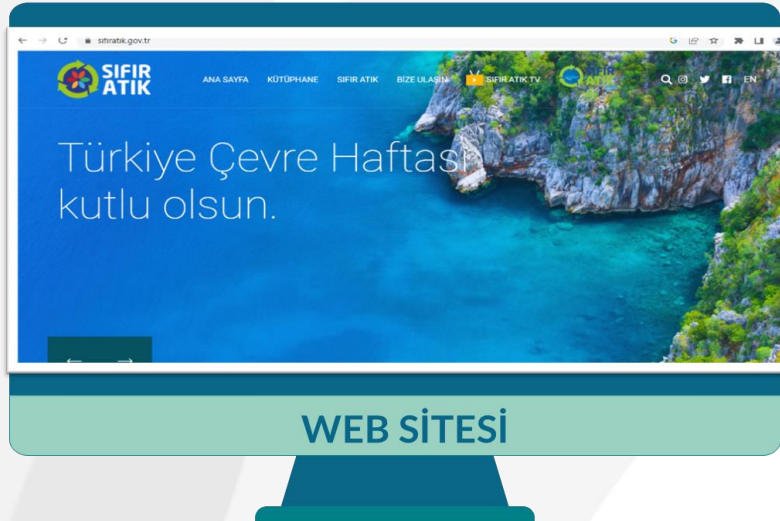 sifiratik.gov.tr
SIFIR
ATIK
ANA SAYFA KÜTÜPHANE SIFIR ATIK BİZE ULAŞIN SIFIR ATIK TV EN
Türkiye Çevre Haftası
kutlu olsun.
WEB SİTESİ